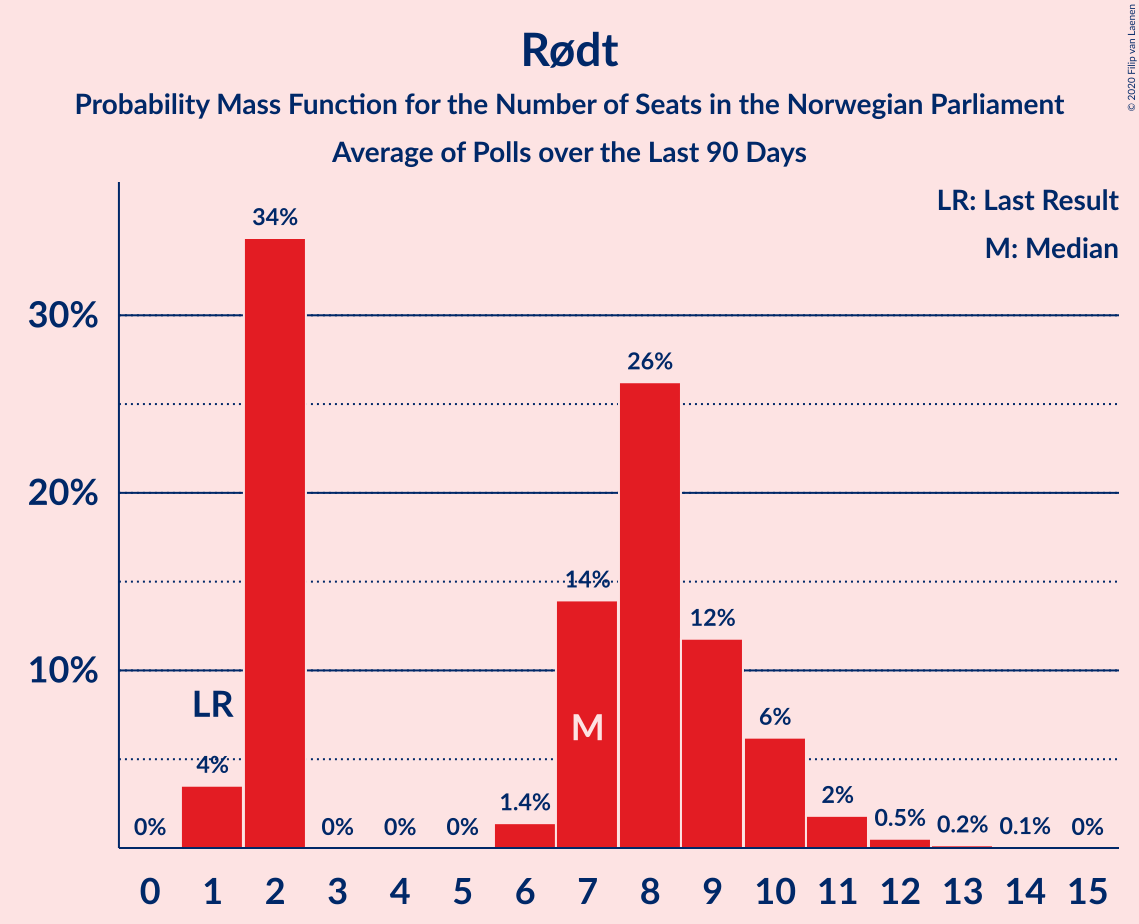 Rødt
Probability Mass Function for the Number of Seats in the Norwegian Parliament
Average of Polls over the Last 90 Days
© 2020 Filip van Laenen
LR: Last Result
M: Median
34%
30%
26%
20%
14%
12%
10%
LR
M
6%
4%
1.4%
2%
0.5%
0% 0% 0% 0% 0.2% 0.1% 0%
0 1 2 3 4 5 6 7 8 9 10 11 12 13 14 15